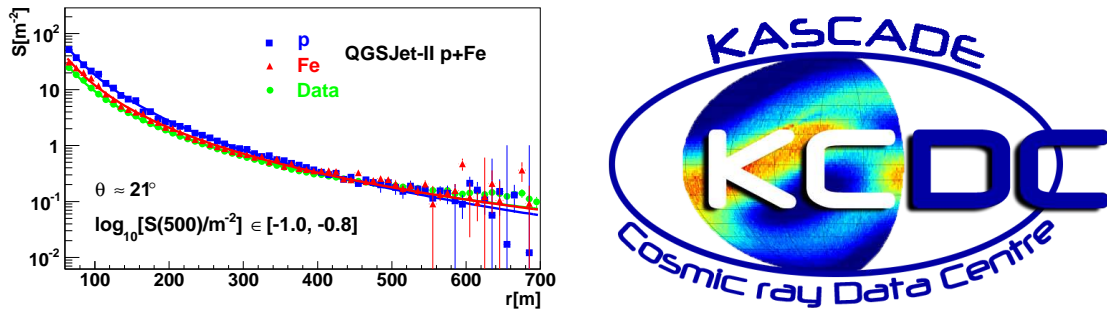 S[m⁻²]
10²
10
1
10⁻¹
10⁻²
p
Fe
Data
QGSJet-II p+Fe
θ ≈ 21°
log₁₀[S(500)/m⁻²] ∈ [-1.0, -0.8]
100 200 300 400 500 600 700
r[m]
KASCADE
KCDC
Cosmic ray Data Centre